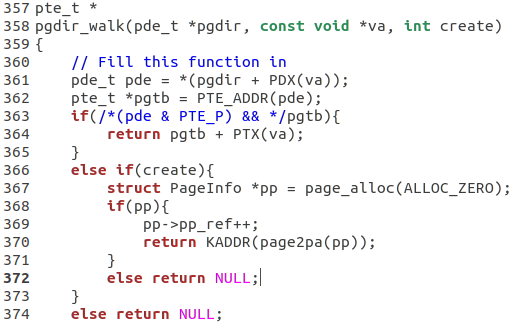 357 pte_t *
358 pgdir_walk(pde_t *pgdir, const void *va, int create)
359 {
360     // Fill this function in
361     pde_t pde = *(pgdir + PDX(va));
362     pte_t *pgtb = PTE_ADDR(pde);
363     if(/*(pde & PTE_P) && */pgtb){
364         return pgtb + PTX(va);
365     }
366     else if(create){
367         struct PageInfo *pp = page_alloc(ALLOC_ZERO);
368         if(pp){
369             pp->pp_ref++;
370             return KADDR(page2pa(pp));
371         }
372         else return NULL;
373     }
374     else return NULL;